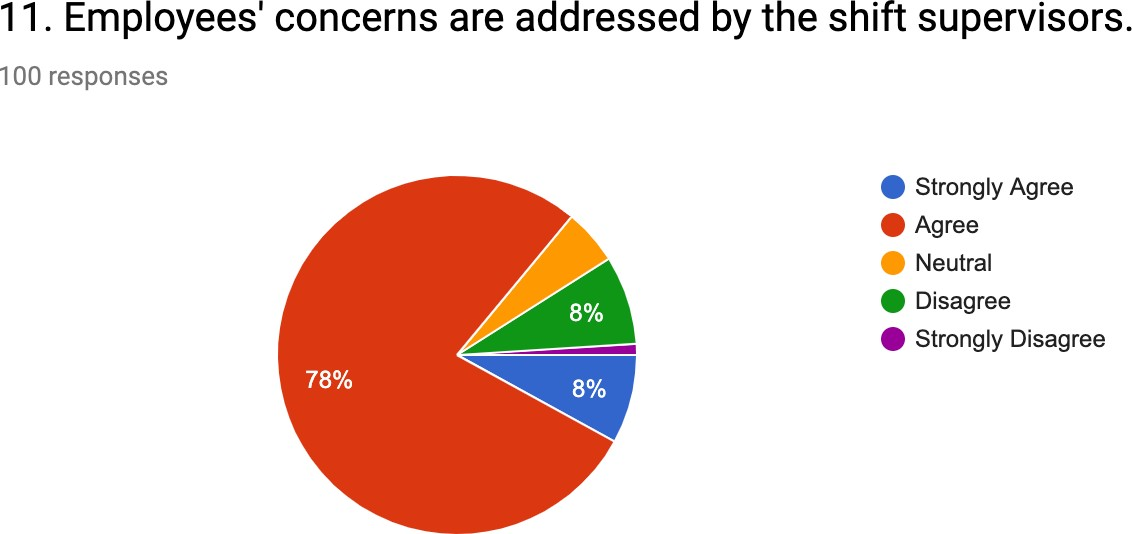 11. Employees' concerns are addressed by the shift supervisors.
100 responses
Strongly Agree
Agree
Neutral
Disagree
Strongly Disagree
8%
78%
8%